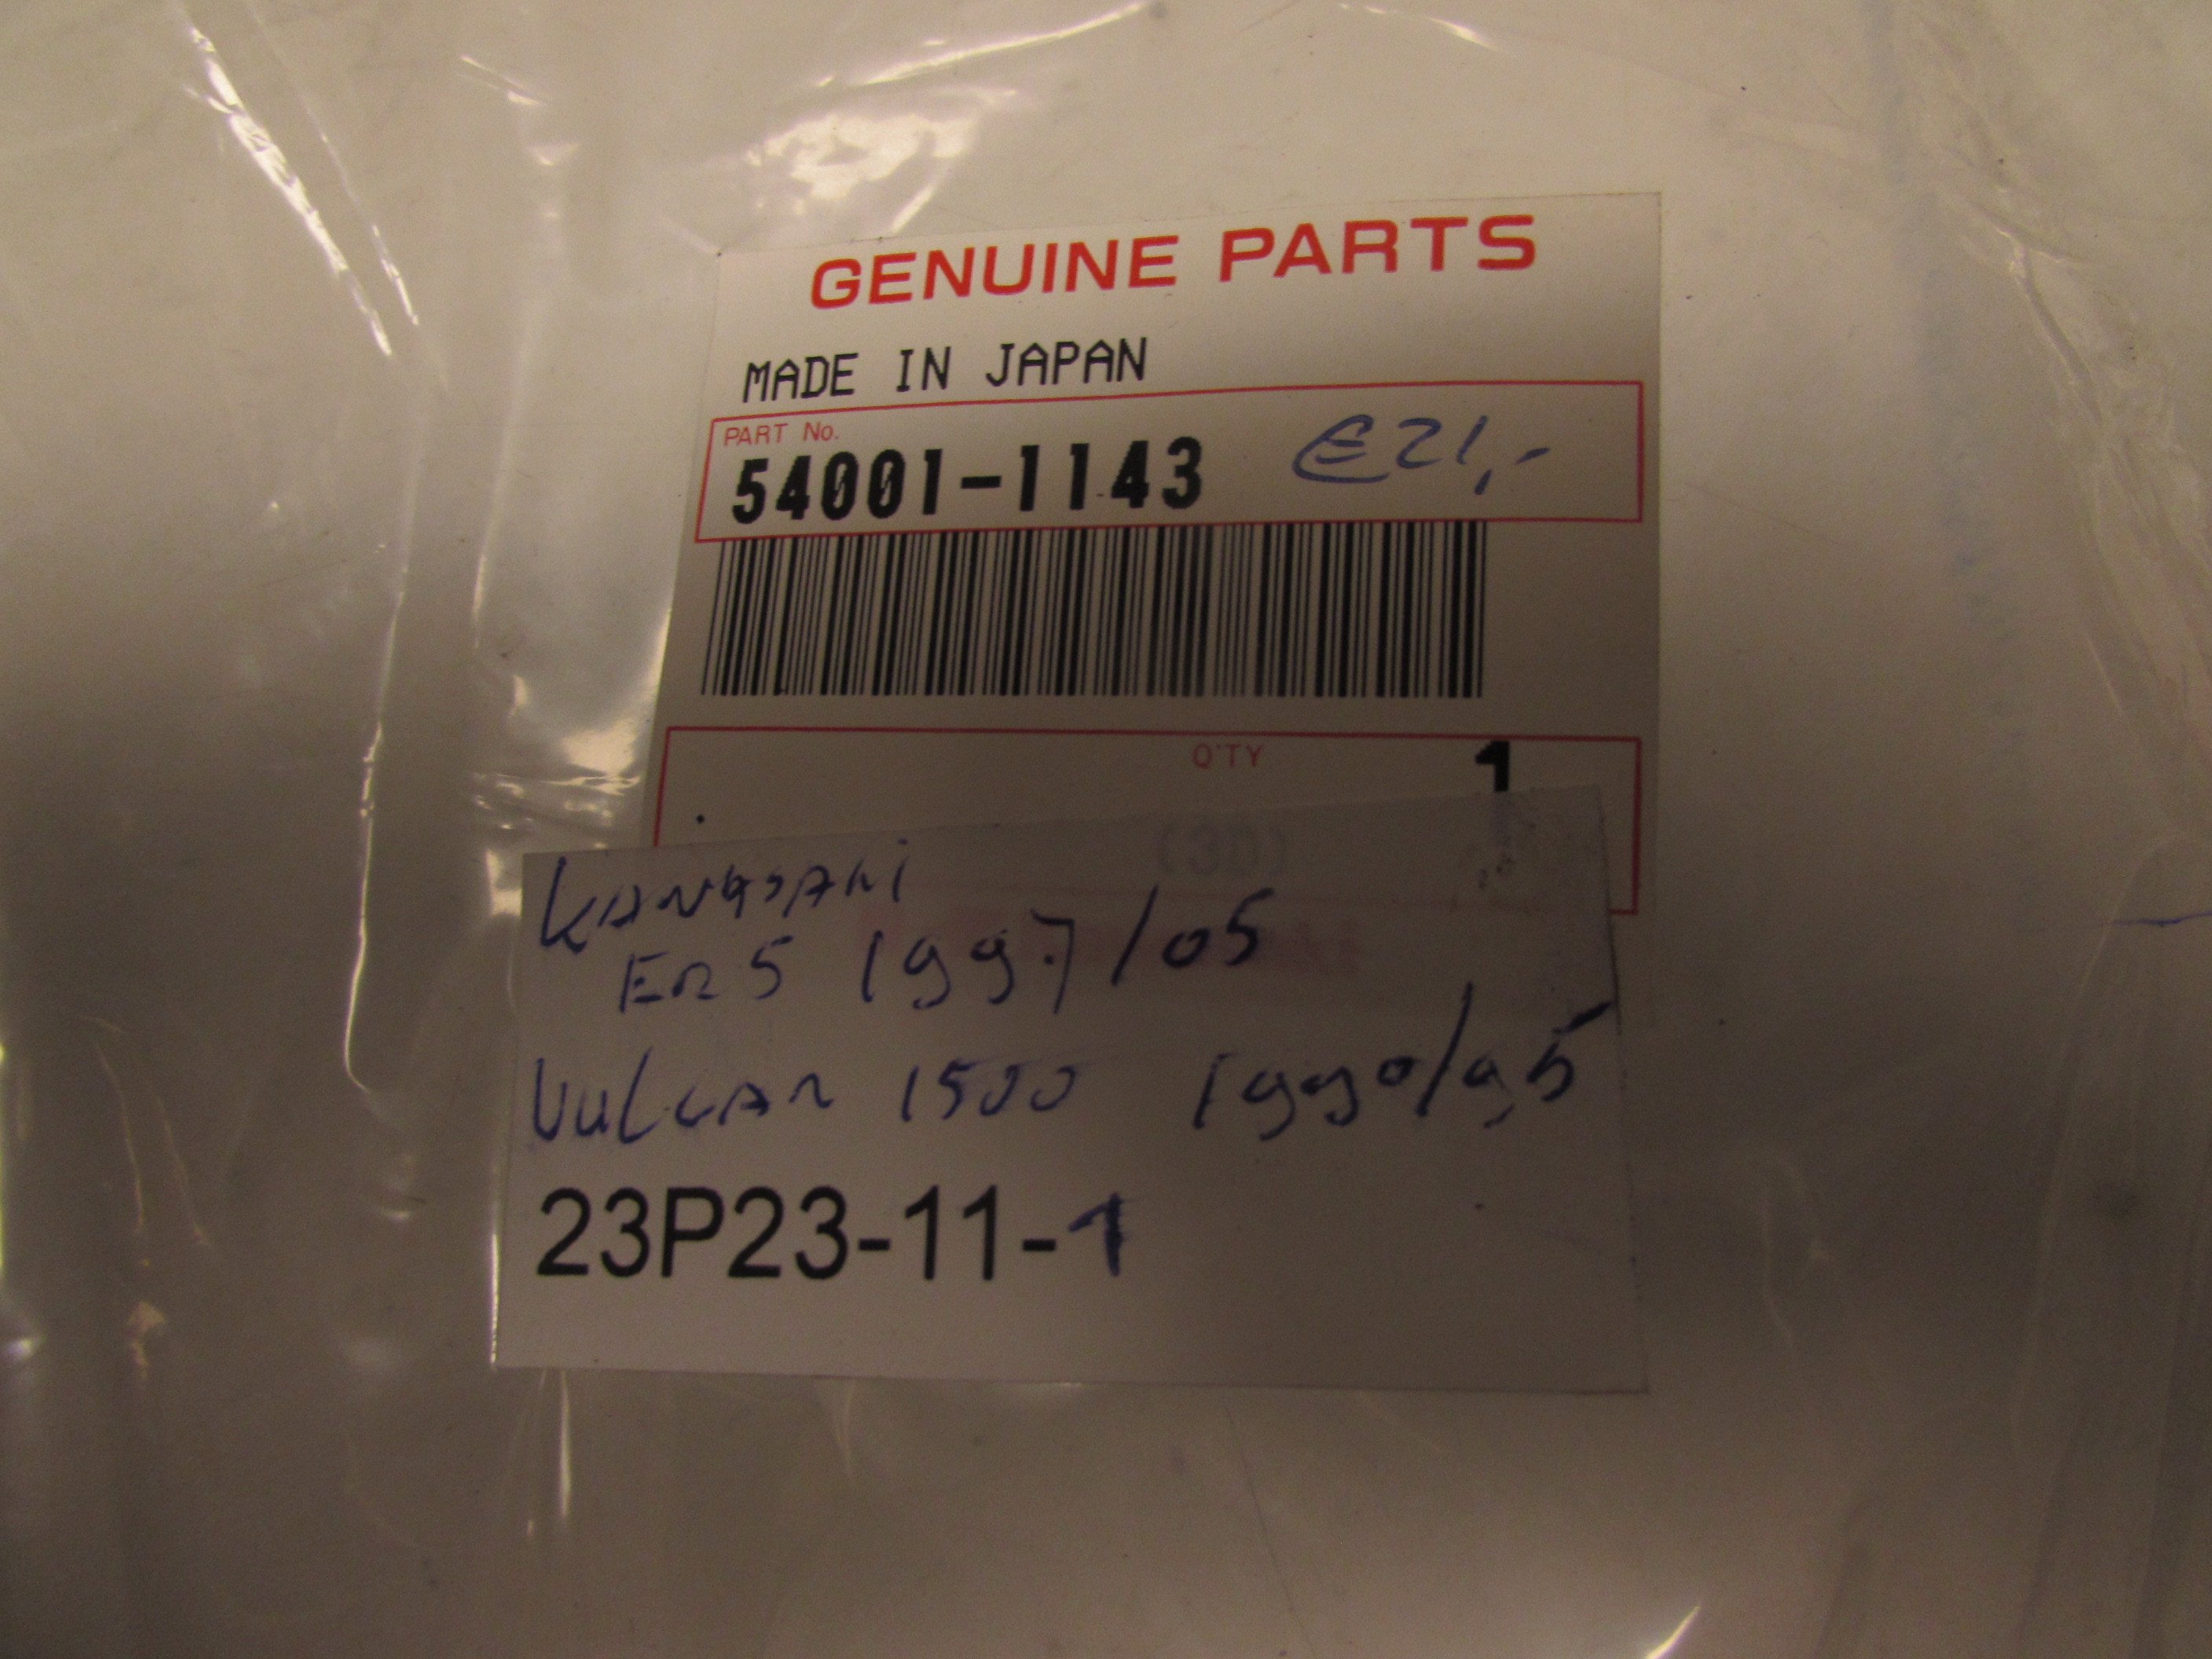 GENUINE PARTS
MADE IN JAPAN
PART No.
54001-1143 €21,-
Q'TY 1
(3D)
KAWASAKI
ER5 1997/05
VULCAN 1500 1990/95
23P23-11-1